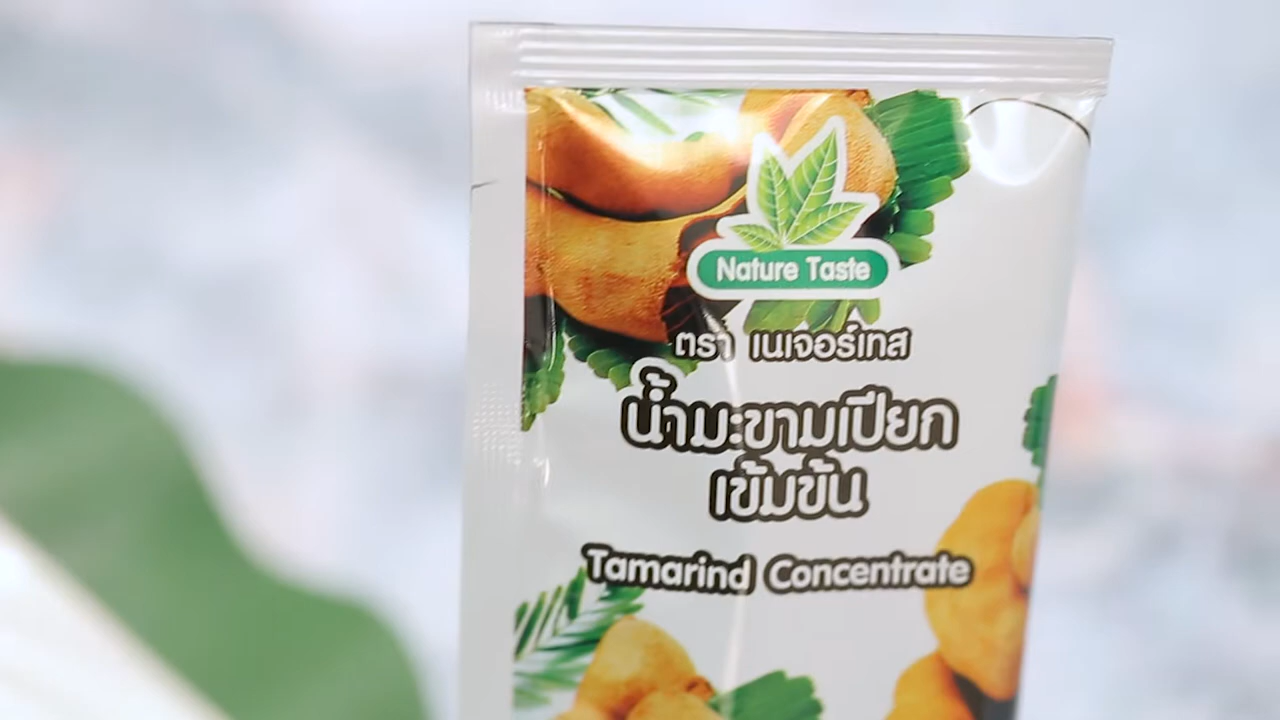 Nature Taste
ตรา เนเจอร์เทส
น้ำมะขามเปียก
เข้มข้น
Tamarind Concentrate